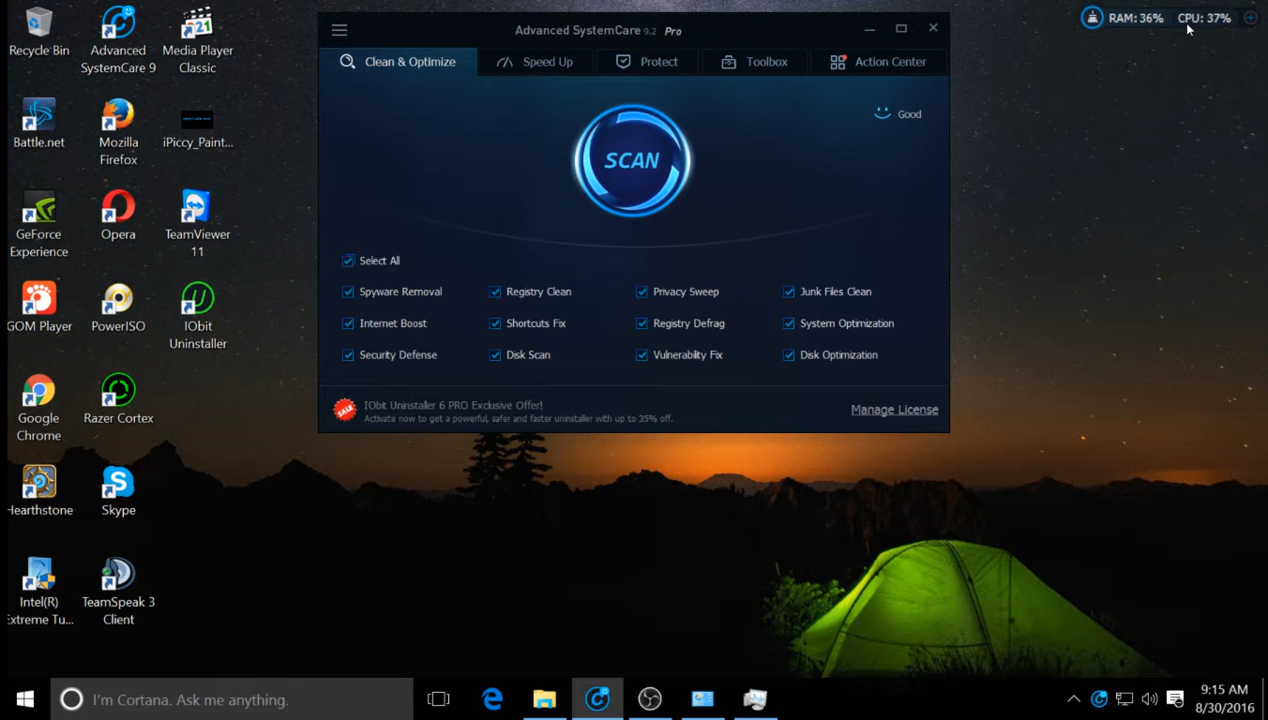 Recycle Bin
Advanced
SystemCare 9
Media Player
Classic
Battle.net
Mozilla
Firefox
iPiccy_Paint...
GeForce
Experience
Opera
TeamViewer
11
GOM Player
PowerISO
IObit
Uninstaller
Google
Chrome
Razer Cortex
Hearthstone
Skype
Intel(R)
Extreme Tu...
TeamSpeak 3
Client
Advanced SystemCare 9.2 Pro
Clean & Optimize
Speed Up
Protect
Toolbox
Action Center
Good
SCAN
Select All
Spyware Removal
Registry Clean
Privacy Sweep
Junk Files Clean
Internet Boost
Shortcuts Fix
Registry Defrag
System Optimization
Security Defense
Disk Scan
Vulnerability Fix
Disk Optimization
SALE
IObit Uninstaller 6 PRO Exclusive Offer!
Activate now to get a powerful, safer and faster uninstaller with up to 35% off.
Manage License
RAM: 36% CPU: 37%
I'm Cortana. Ask me anything.
9:15 AM
8/30/2016